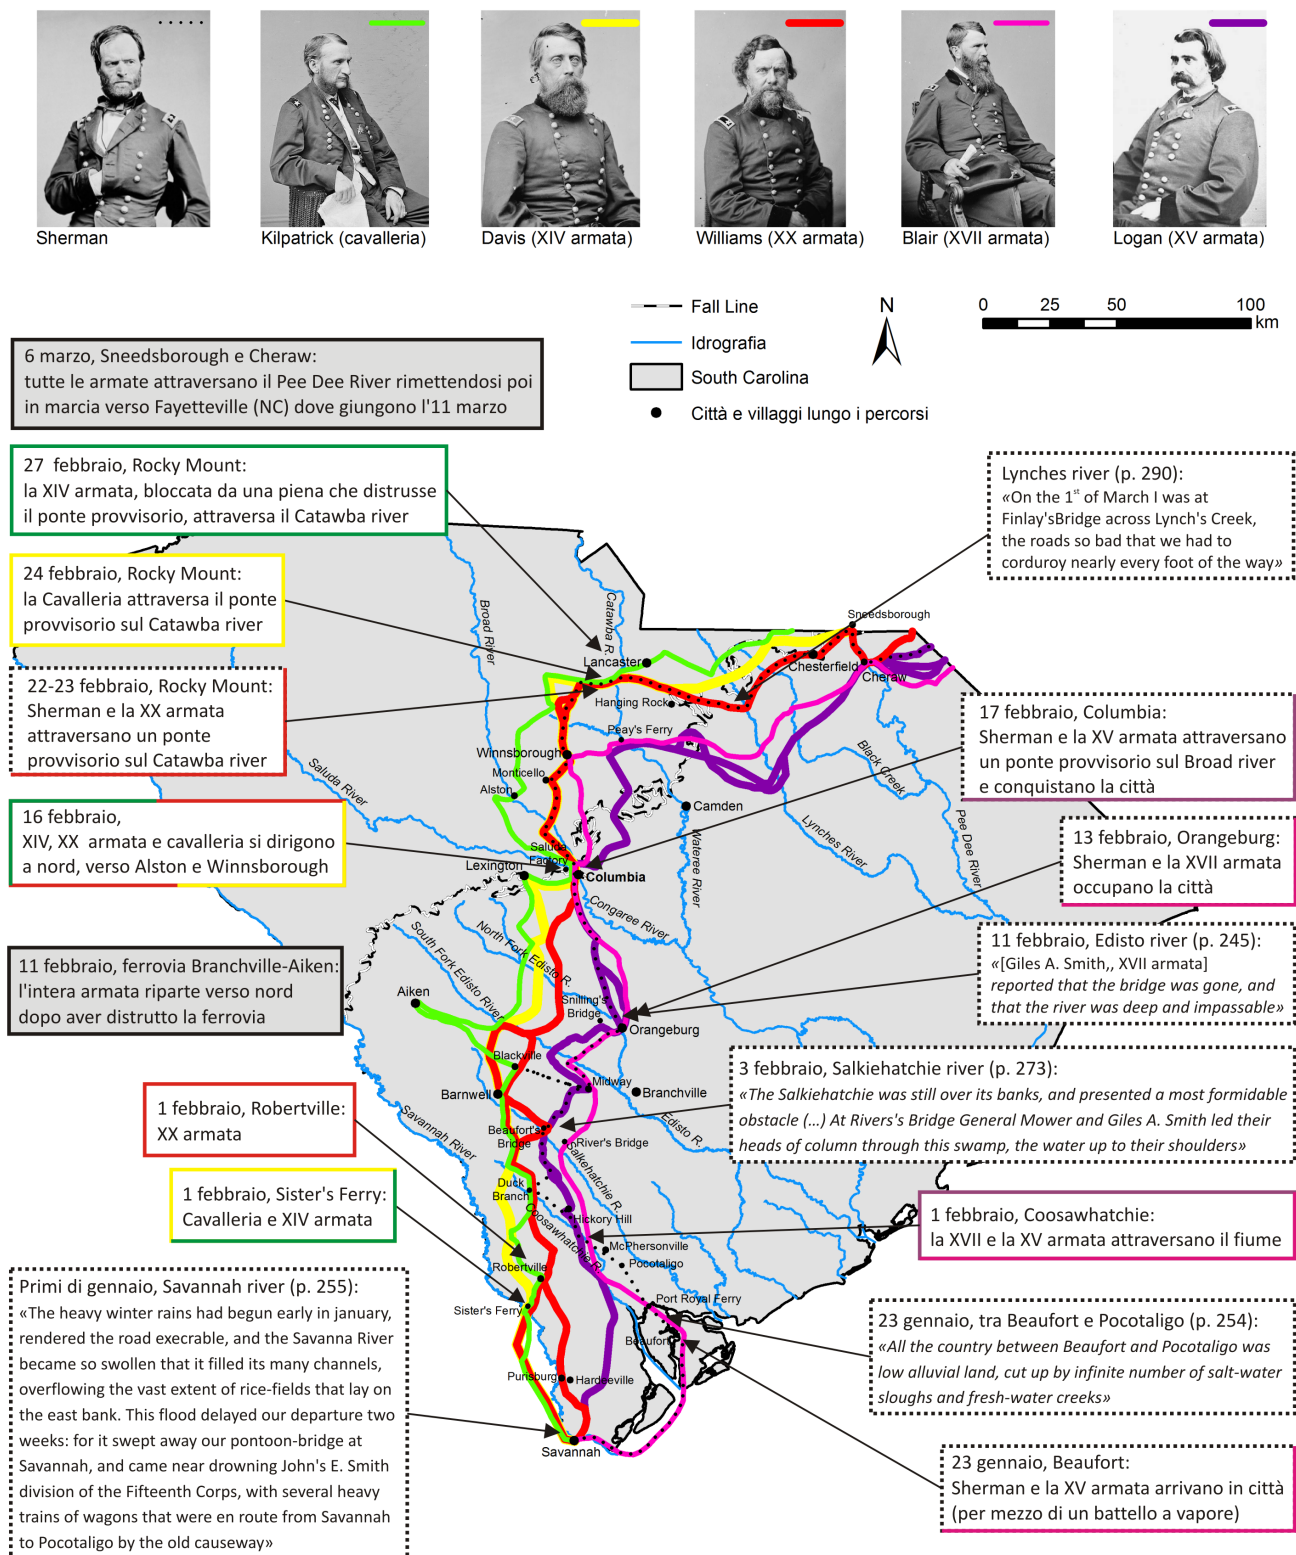 Sherman
Kilpatrick (cavalleria)
Davis (XIV armata)
Williams (XX armata)
Blair (XVII armata)
Logan (XV armata)
Fall Line
Idrografia
South Carolina
Città e villaggi lungo i percorsi
N
0 25 50 100
km
6 marzo, Sneedsborough e Cheraw:
tutte le armate attraversano il Pee Dee River rimettendosi poi
in marcia verso Fayetteville (NC) dove giungono l'11 marzo
27 febbraio, Rocky Mount:
la XIV armata, bloccata da una piena che distrusse
il ponte provvisorio, attraversa il Catawba river
24 febbraio, Rocky Mount:
la Cavalleria attraversa il ponte
provvisorio sul Catawba river
22-23 febbraio, Rocky Mount:
Sherman e la XX armata
attraversano un ponte
provvisorio sul Catawba river
16 febbraio,
XIV, XX armata e cavalleria si dirigono
a nord, verso Alston e Winnsborough
11 febbraio, ferrovia Branchville-Aiken:
l'intera armata riparte verso nord
dopo aver distrutto la ferrovia
1 febbraio, Robertville:
XX armata
1 febbraio, Sister's Ferry:
Cavalleria e XIV armata
Primi di gennaio, Savannah river (p. 255):
«The heavy winter rains had begun early in january,
rendered the road execrable, and the Savanna River
became so swollen that it filled its many channels,
overflowing the vast extent of rice-fields that lay on
the east bank. This flood delayed our departure two
weeks: for it swept away our pontoon-bridge at
Savannah, and came near drowning John's E. Smith
division of the Fifteenth Corps, with several heavy
trains of wagons that were en route from Savannah
to Pocotaligo by the old causeway»
Lynches river (p. 290):
«On the 1st of March I was at
Finlay'sBridge across Lynch's Creek,
the roads so bad that we had to
corduroy nearly every foot of the way»
17 febbraio, Columbia:
Sherman e la XV armata attraversano
un ponte provvisorio sul Broad river
e conquistano la città
13 febbraio, Orangeburg:
Sherman e la XVII armata
occupano la città
11 febbraio, Edisto river (p. 245):
«[Giles A. Smith,, XVII armata]
reported that the bridge was gone, and
that the river was deep and impassable»
3 febbraio, Salkiehatchie river (p. 273):
«The Salkiehatchie was still over its banks, and presented a most formidable
obstacle (...) At Rivers's Bridge General Mower and Giles A. Smith led their
heads of column through this swamp, the water up to their shoulders»
1 febbraio, Coosawhatchie:
la XVII e la XV armata attraversano il fiume
23 gennaio, tra Beaufort e Pocotaligo (p. 254):
«All the country between Beaufort and Pocotaligo was
low alluvial land, cut up by infinite number of salt-water
sloughs and fresh-water creeks»
23 gennaio, Beaufort:
Sherman e la XV armata arrivano in città
(per mezzo di un battello a vapore)
Sneedsborough
Broad River
Catawba R.
Lancaster
Chesterfield
Cheraw
Hanging Rock
Peay's Ferry
Winnsborough
Monticello
Alston
Saluda River
Camden
Black Creek
Pee Dee River
Lynches River
Wateree River
Saluda
Factory
Lexington
Columbia
Congaree River
North Fork Edisto R.
South Fork Edisto River
Aiken
Snilling's
Bridge
Orangeburg
Blackville
Midway
Branchville
Barnwell
Edisto R.
Savannah River
Beaufort's
Bridge
River's Bridge
Salkehatchie R.
Duck
Branch
Hickory Hill
Coosawhatchie R.
McPhersonville
Pocotaligo
Robertville
Sister's Ferry
Port Royal Ferry
Beaufort
Purisburg
Hardeeville
Savannah